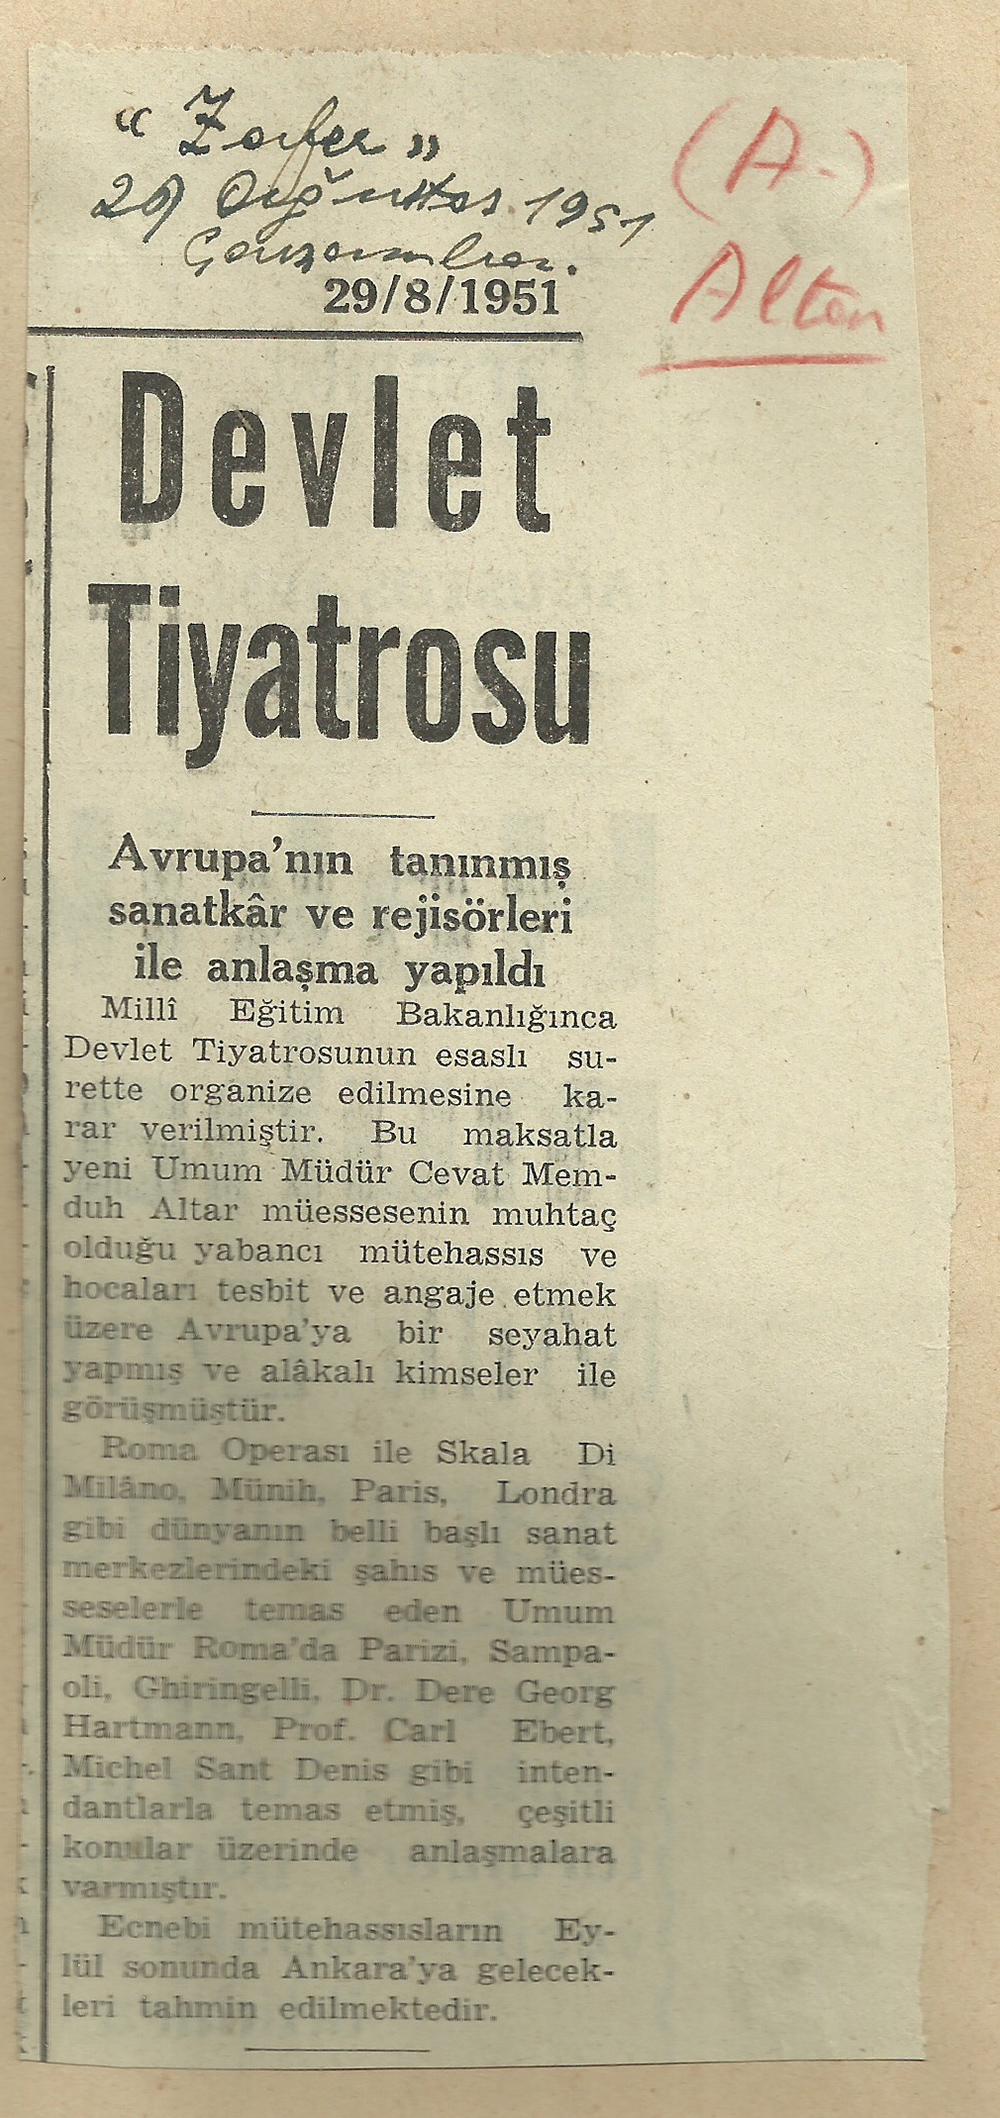 “ Zafer ”
29 Ağustos 1951
Çarşamba.
(A.)
Altar
29/8/1951
Devlet
Tiyatrosu
Avrupa’nın tanınmış
sanatkâr ve rejisörleri
ile anlaşma yapıldı
Millî Eğitim Bakanlığınca
Devlet Tiyatrosunun esaslı su-
rette organize edilmesine ka-
rar verilmiştir. Bu maksatla
yeni Umum Müdür Cevat Mem-
duh Altar müessesenin muhtaç
olduğu yabancı mütehassıs ve
hocaları tesbit ve angaje etmek
üzere Avrupa’ya bir seyahat
yapmış ve alâkalı kimseler ile
görüşmüştür.
Roma Operası ile Skala Di
Milâno, Münih, Paris, Londra
gibi dünyanın belli başlı sanat
merkezlerindeki şahıs ve mües-
seselerle temas eden Umum
Müdür Roma’da Parizi, Sampa-
oli, Ghiringelli, Dr. Dere Georg
Hartmann, Prof. Carl Ebert,
Michel Sant Denis gibi inten-
dantlarla temas etmiş, çeşitli
konular üzerinde anlaşmalara
varmıştır.
Ecnebi mütehassısların Ey-
lül sonunda Ankara’ya gelecek-
leri tahmin edilmektedir.